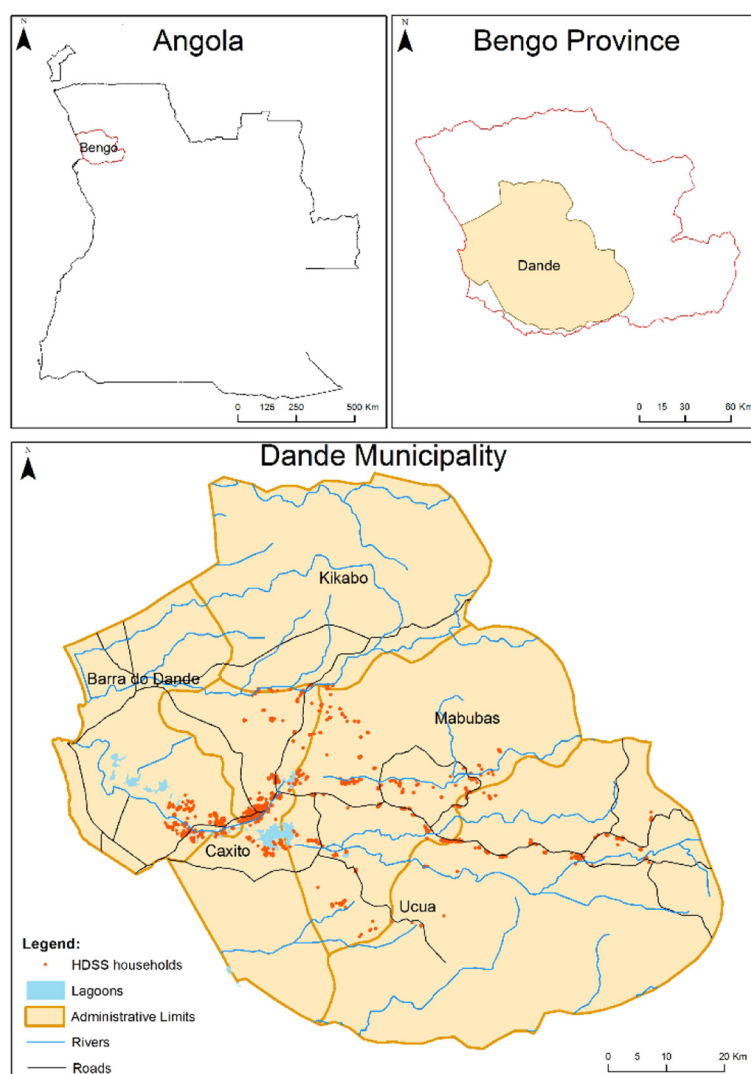 N
Angola
Bengo
0 125 250 500 Km
N
Bengo Province
Dande
0 15 30 60 Km
N
Dande Municipality
Kikabo
Barra do Dande
Mabubas
Caxito
Ucua
Legend:
HDSS households
Lagoons
Administrative Limits
Rivers
Roads
0 5 10 20 Km